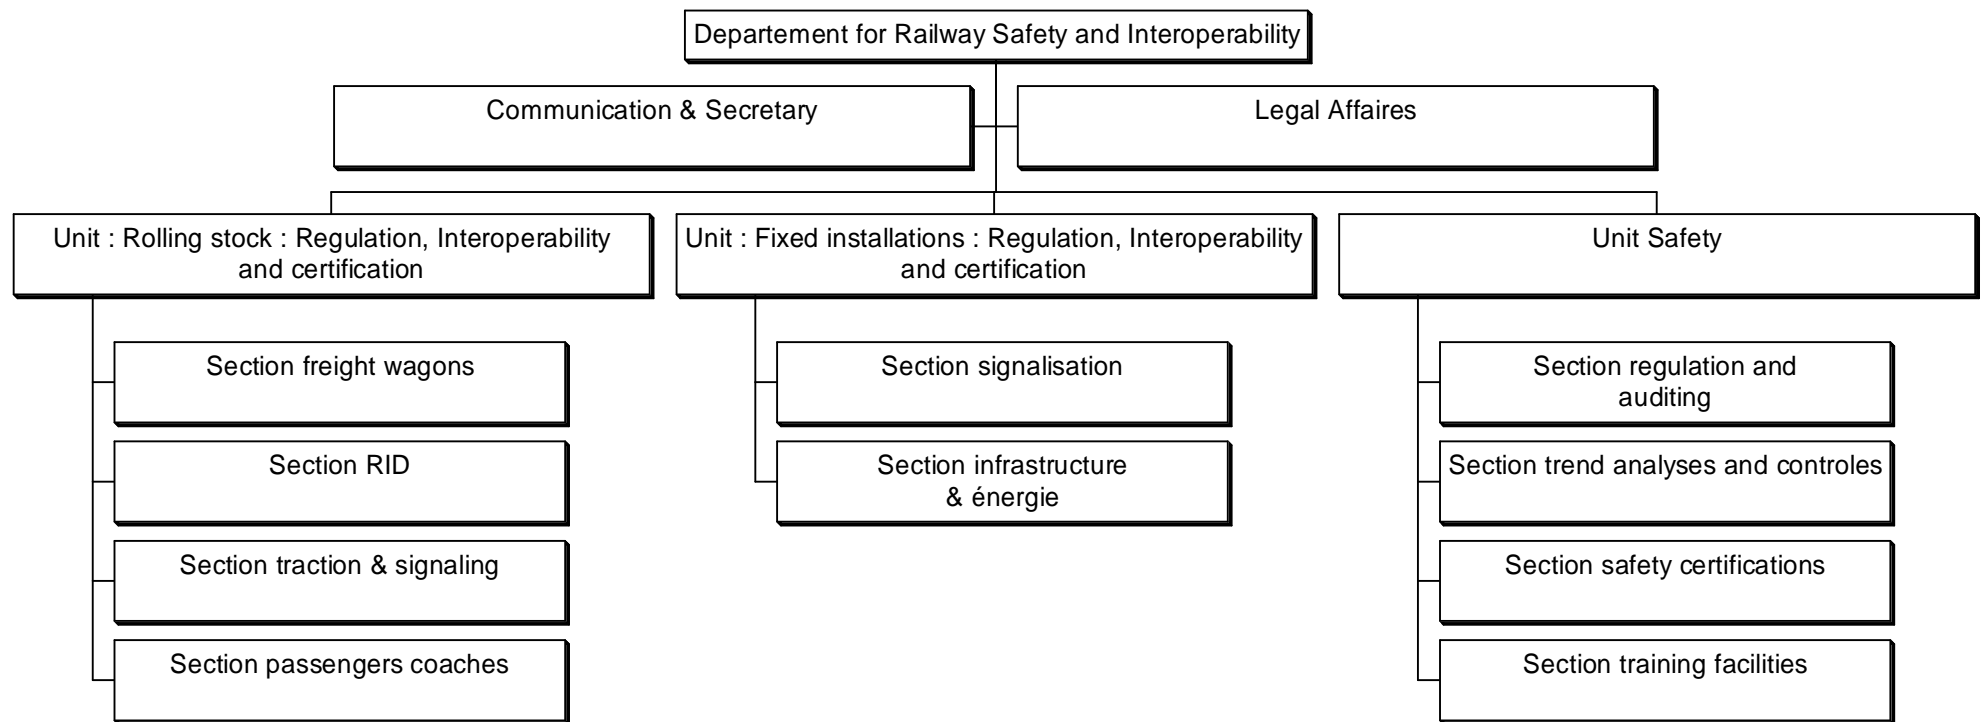 Departement for Railway Safety and Interoperability
Communication & Secretary
Legal Affaires
Unit : Rolling stock : Regulation, Interoperability
and certification
Unit : Fixed installations : Regulation, Interoperability
and certification
Unit Safety
Section freight wagons
Section RID
Section traction & signaling
Section passengers coaches
Section signalisation
Section infrastructure
& énergie
Section regulation and
auditing
Section trend analyses and controles
Section safety certifications
Section training facilities